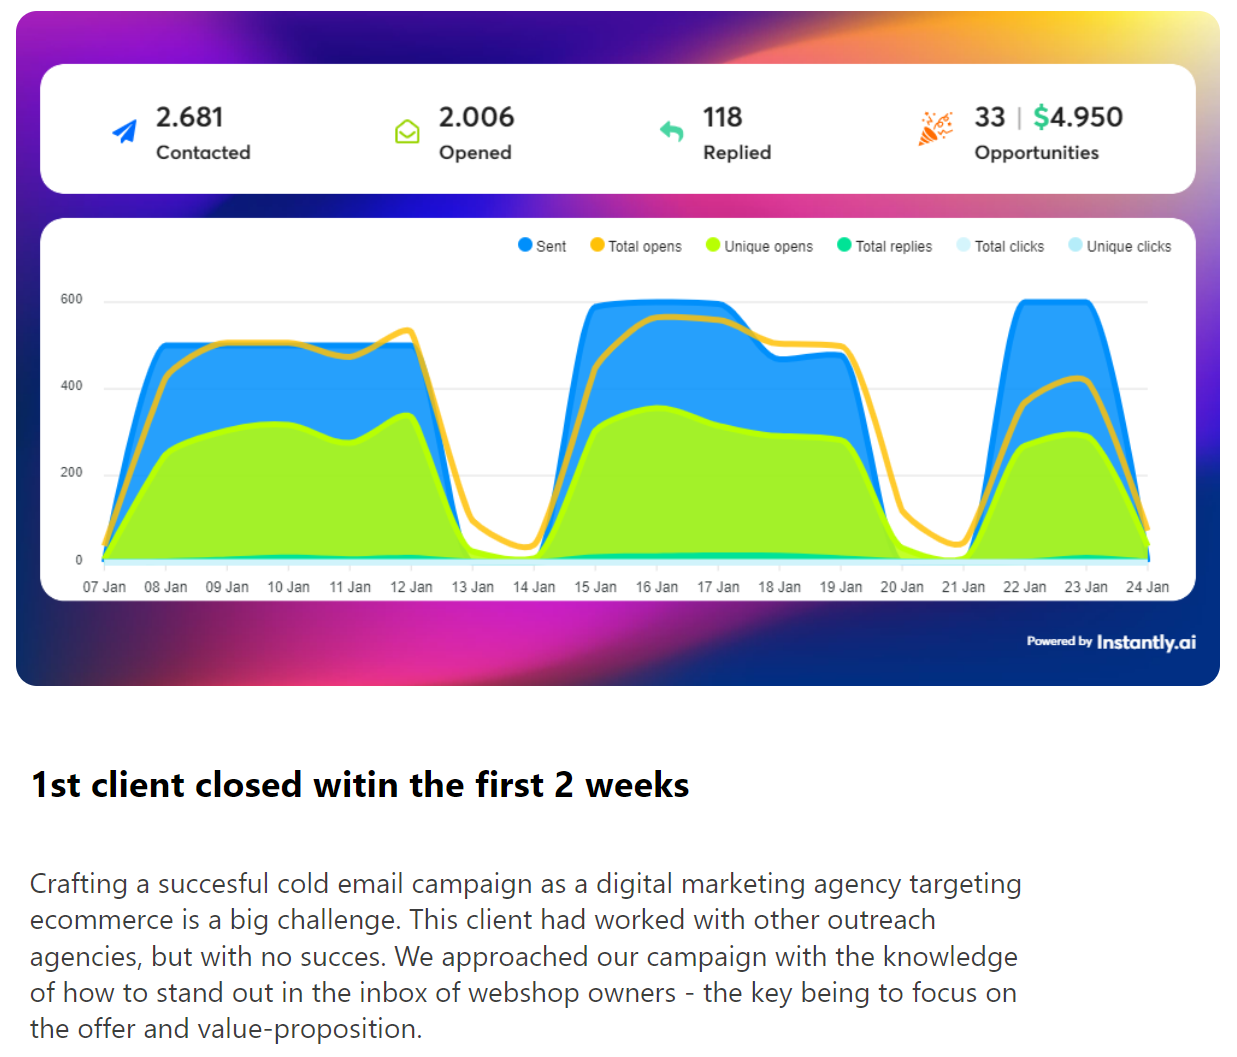 2.681
Contacted
2.006
Opened
118
Replied
33 | $4.950
Opportunities
Sent Total opens Unique opens Total replies Total clicks Unique clicks
600
400
200
0
07 Jan 08 Jan 09 Jan 10 Jan 11 Jan 12 Jan 13 Jan 14 Jan 15 Jan 16 Jan 17 Jan 18 Jan 19 Jan 20 Jan 21 Jan 22 Jan 23 Jan 24 Jan
Powered by Instantly.ai
1st client closed witin the first 2 weeks
Crafting a succesful cold email campaign as a digital marketing agency targeting
ecommerce is a big challenge. This client had worked with other outreach
agencies, but with no succes. We approached our campaign with the knowledge
of how to stand out in the inbox of webshop owners - the key being to focus on
the offer and value-proposition.